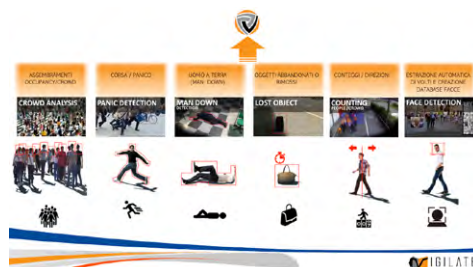 ASSEMBRAMENTI
OCCUPANCY/CROWD
CORSA / PANICO
UOMO A TERRA
(MAN DOWN)
OGGETTI ABBANDONATI O
RIMOSSI
CONTEGGI / DIREZIONI
ESTRAZIONE AUTOMATICA
DI VOLTI E CREAZIONE
DATABASE FACCE
CROWD ANALYSIS
PANIC DETECTION
MAN DOWN
DETECTION
LOST OBJECT
COUNTING
FACE DETECTION
VIGILATE